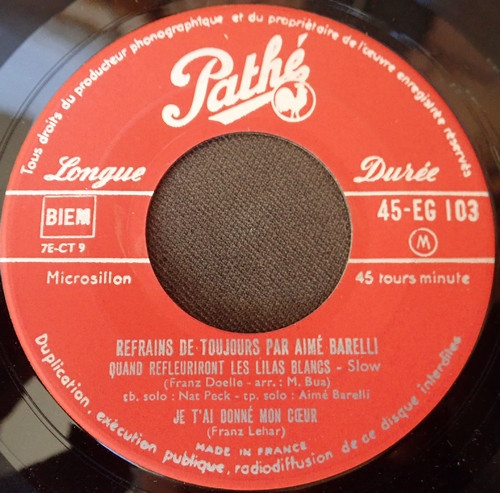 Tous droits du producteur phonographique et du propriétaire de l'œuvre enregistrée réservés
Pathé
Longue Durée
BIEM
45-EG 103
7E-CT 9
M
Microsillon
45 tours minute
REFRAINS DE TOUJOURS PAR AIMÉ BARELLI
QUAND REFLEURIRONT LES LILAS BLANCS - Slow
(Franz Doelle - arr : M. Bua)
tb. solo : Nat Peck - tp. solo : Aimé Barelli
JE T'AI DONNÉ MON CŒUR
(Franz Lehar)
MADE IN FRANCE
Duplication, exécution publique, radiodiffusion de ce disque interdites